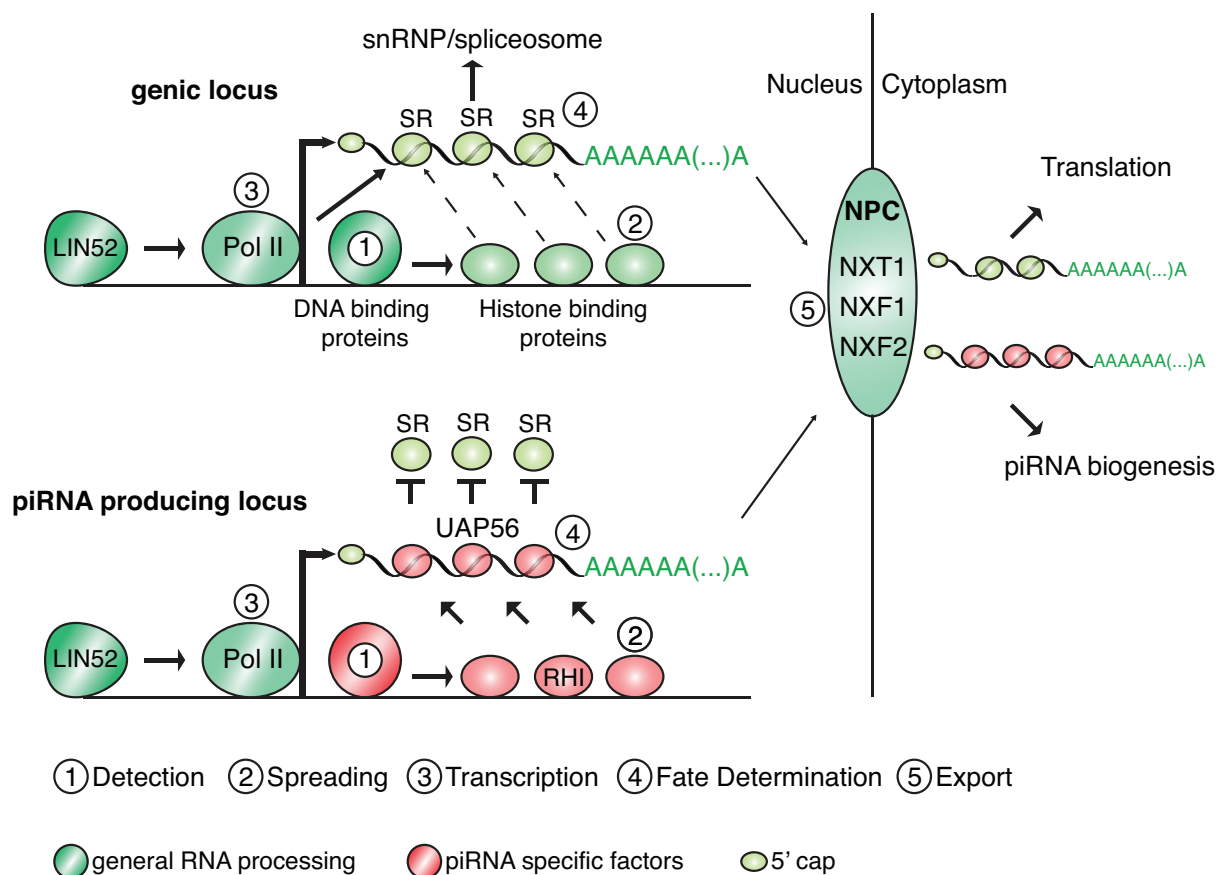 snRNP/spliceosome
genic locus
Nucleus
Cytoplasm
SR
SR
SR
4
AAAAAA(...)A
3
LIN52
Pol II
1
2
DNA binding
proteins
Histone binding
proteins
NPC
NXT1
NXF1
NXF2
5
Translation
AAAAAA(...)A
AAAAAA(...)A
piRNA biogenesis
SR
SR
SR
piRNA producing locus
UAP56
4
AAAAAA(...)A
3
LIN52
Pol II
1
RHI
2
1 Detection 2 Spreading 3 Transcription 4 Fate Determination 5 Export
general RNA processing piRNA specific factors 5' cap